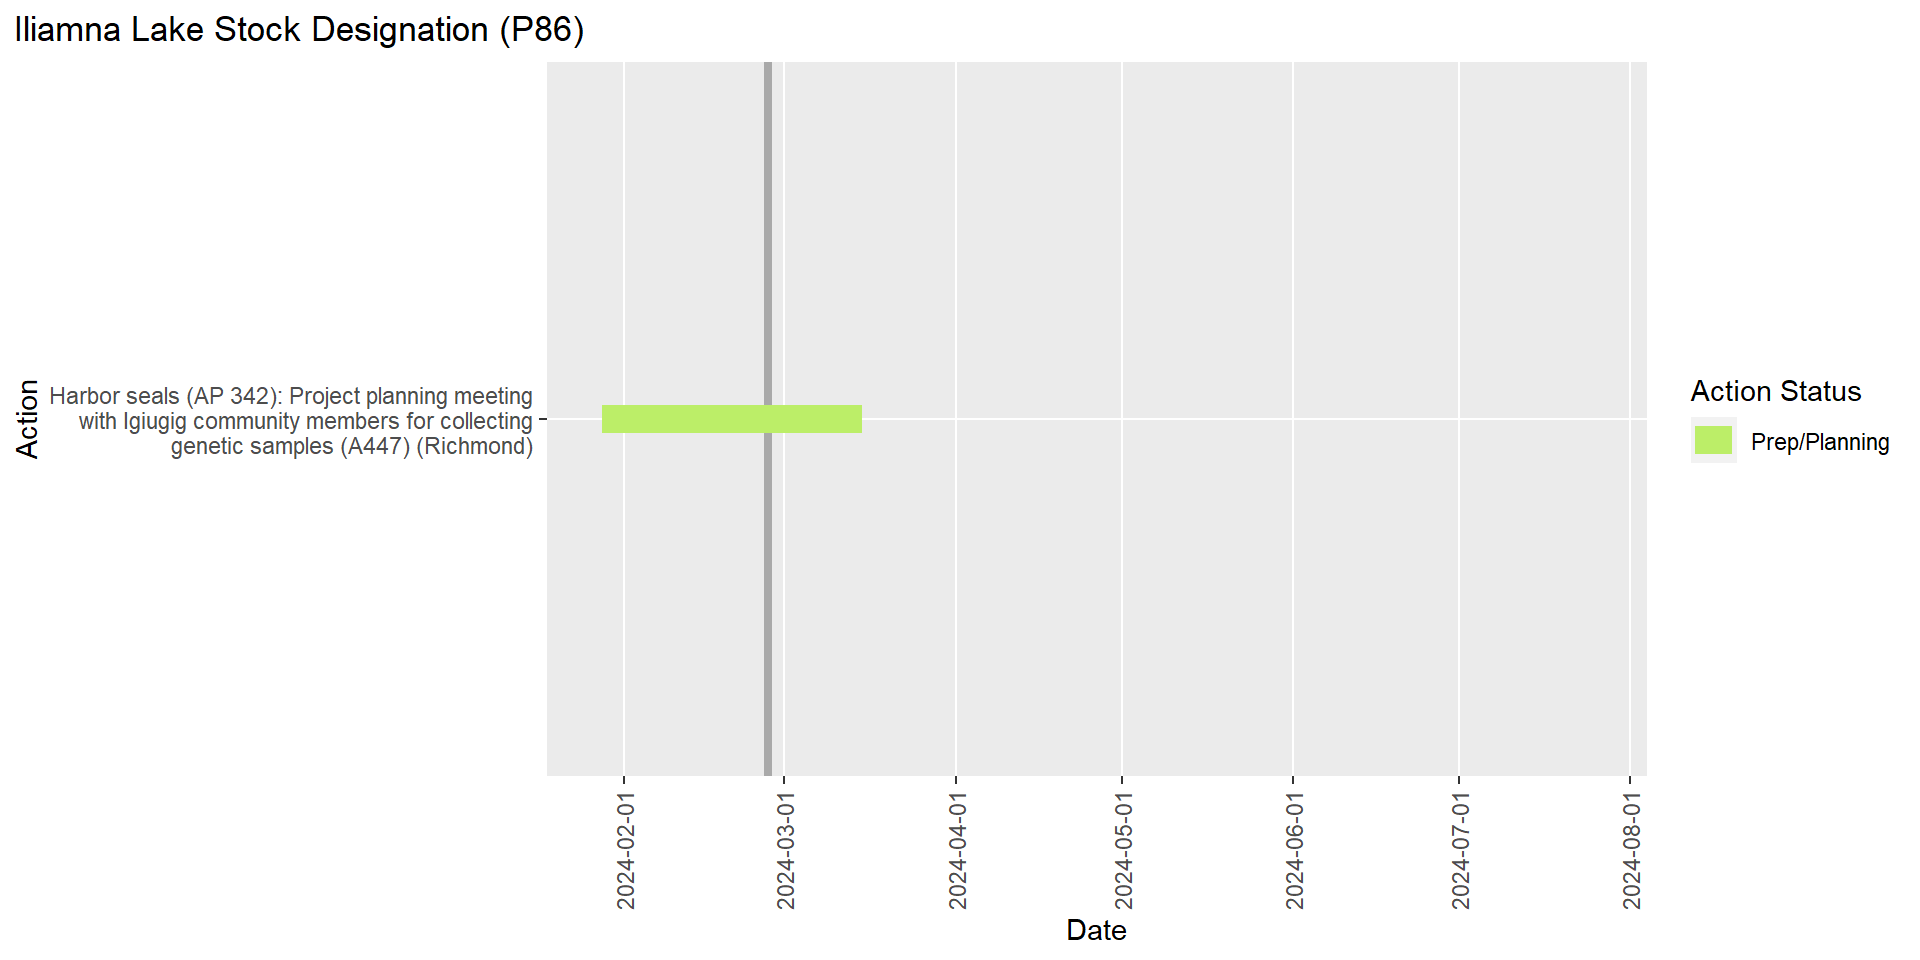 Iliamna Lake Stock Designation (P86)
Action
Harbor seals (AP 342): Project planning meeting
with Igiugig community members for collecting
genetic samples (A447) (Richmond)
Action Status
Prep/Planning
2024-02-01
2024-03-01
2024-04-01
2024-05-01
2024-06-01
2024-07-01
2024-08-01
Date